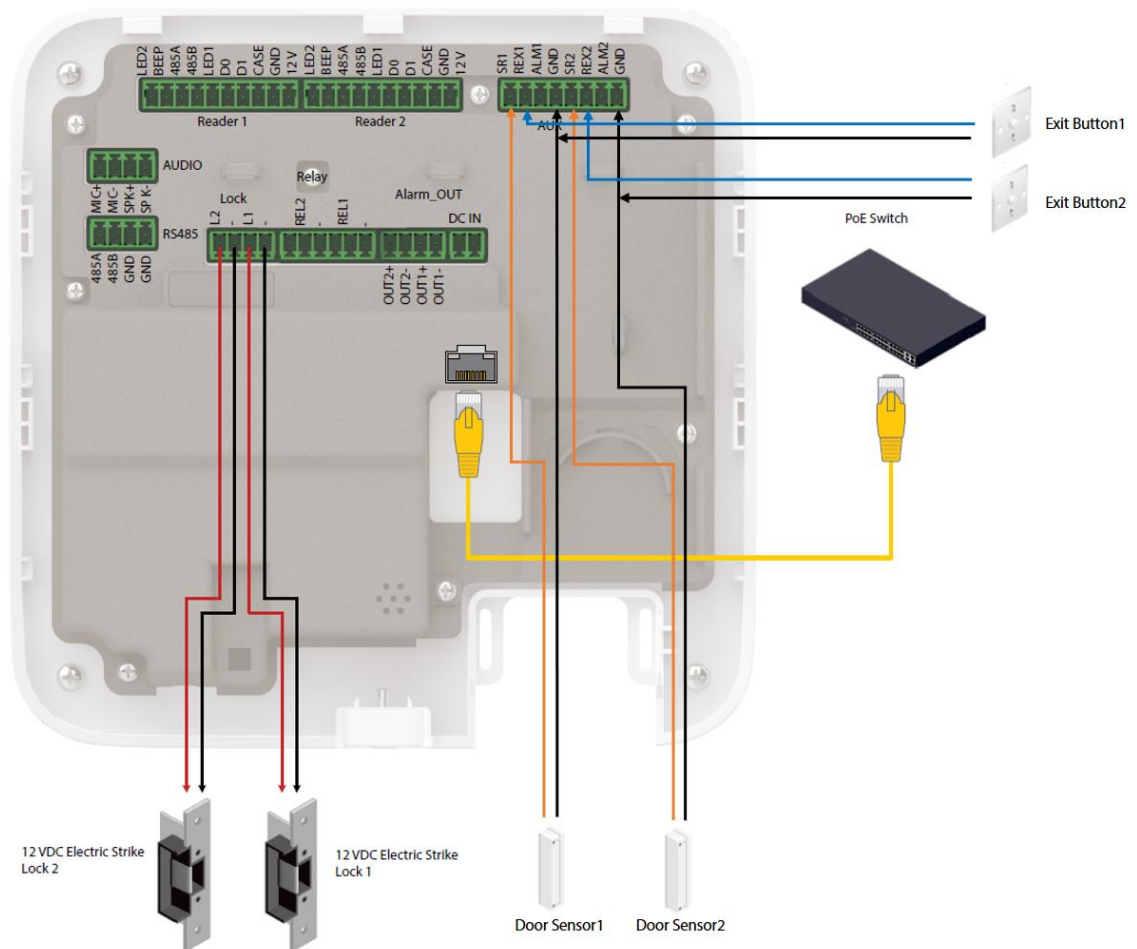 LED2
BEEP
485A
485B
LED1
D0
D1
CASE
GND
12 V
LED2
BEEP
485A
485B
LED1
D0
D1
CASE
GND
12 V
SR1
REX1
ALM1
GND
SR2
REX2
ALM2
GND
Reader 1
Reader 2
AUX
Exit Button1
AUDIO
MIC+
MIC-
SPK+
SP K-
Relay
Lock
Alarm_OUT
Exit Button2
PoE Switch
L2
-
L1
-
REL2
-
REL1
-
DC IN
RS485
485A
485B
GND
GND
OUT2+
OUT2-
OUT1+
OUT1-
12 VDC Electric Strike
Lock 2
12 VDC Electric Strike
Lock 1
Door Sensor1
Door Sensor2